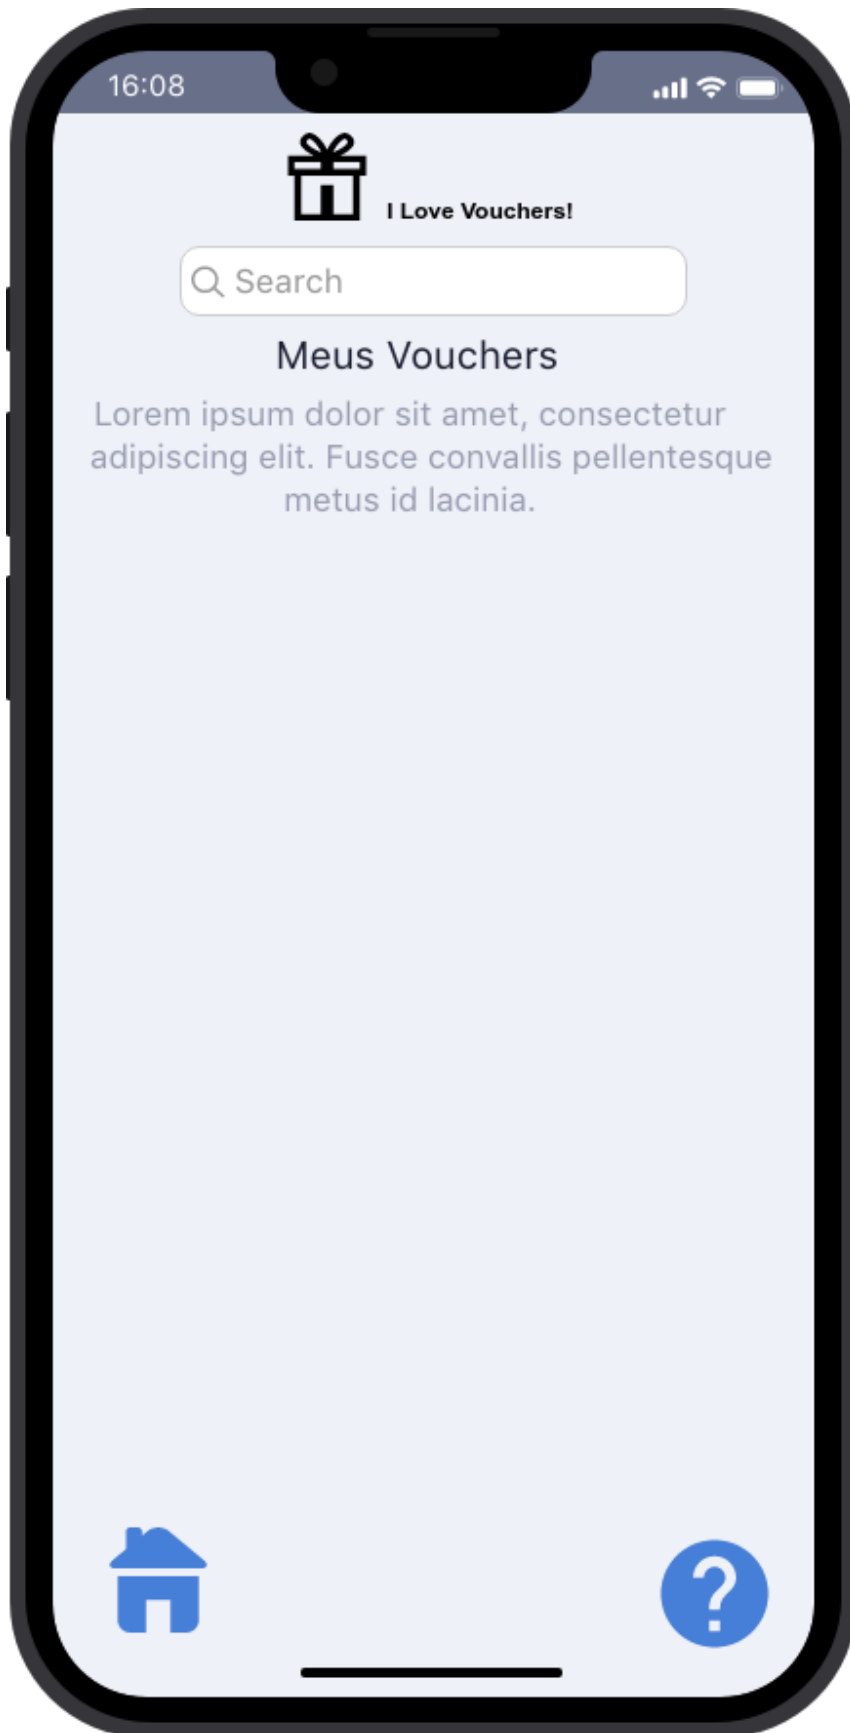 16:08
I Love Vouchers!
Search
Meus Vouchers
Lorem ipsum dolor sit amet, consectetur
adipiscing elit. Fusce convallis pellentesque
metus id lacinia.
?